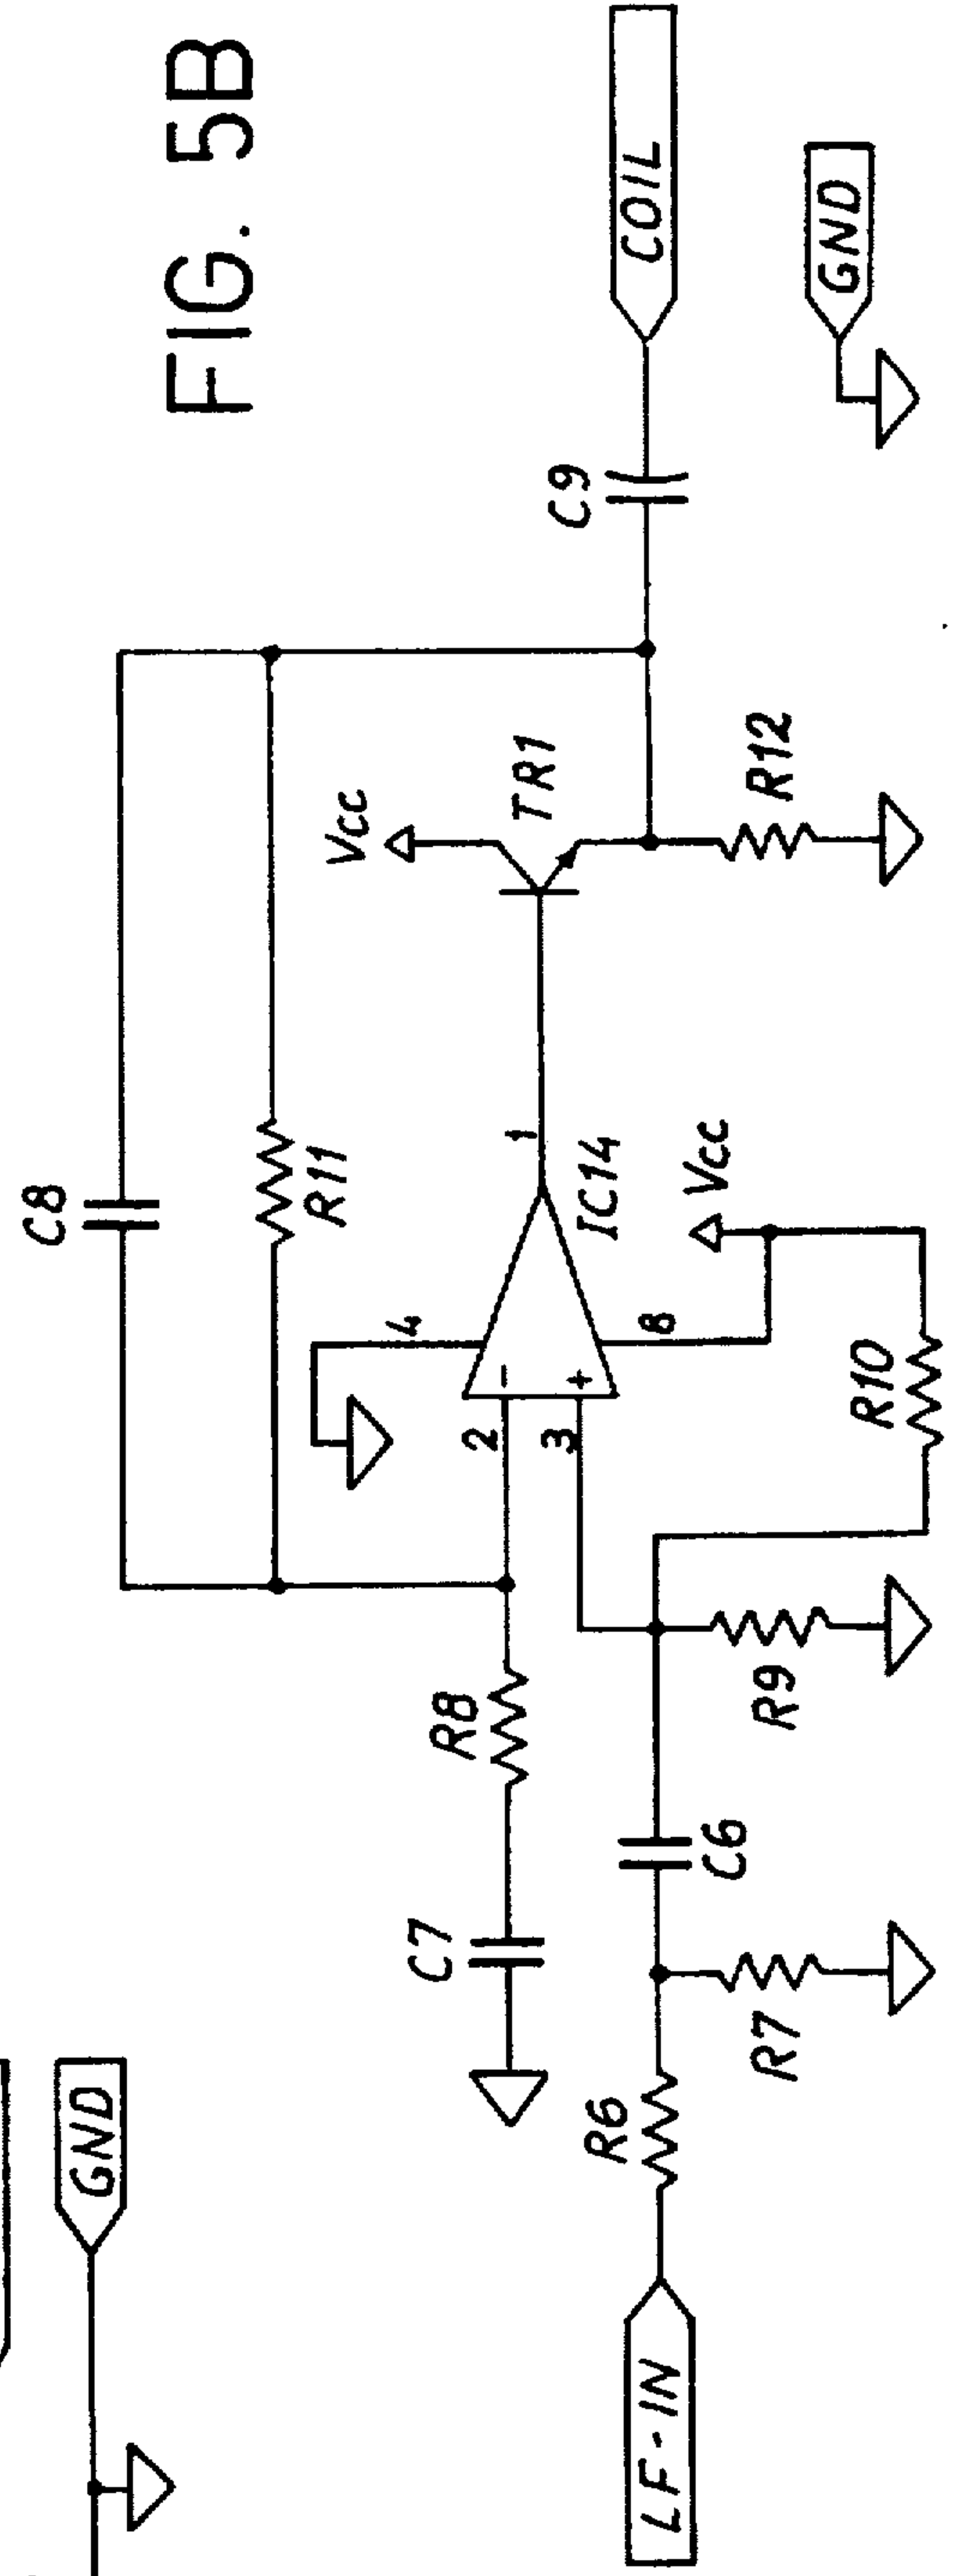 FIG. 5B
C8
R11
Vcc
TR1
C9
COIL
GND
GND
C7
R8
2
3
-
+
4
8
1
IC14
Vcc
R10
R12
LF-IN
R6
R7
C6
R9